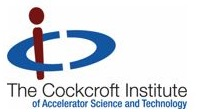 The Cockcroft Institute
of Accelerator Science and Technology